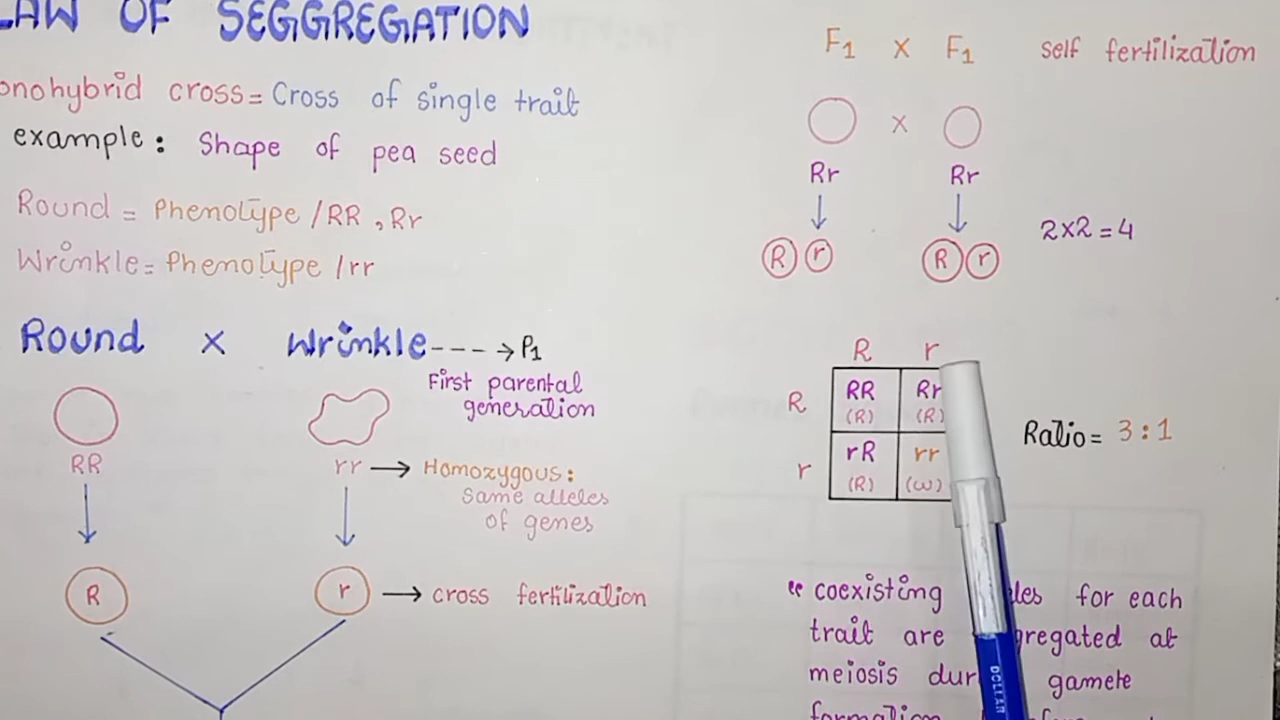 LAW OF SEGGREGATION
onohybrid cross = Cross of single trait
example: Shape of pea seed
Round = Phenotype / RR , Rr
Wrinkle = Phenotype / rr
Round × Wrinkle ----→ P1
First parental
generation
RR
rr → Homozygous:
Same alleles
of genes
R
r → cross fertilization
F1 × F1 self fertilization
×
Rr Rr
R r R r
2×2=4
R r
R RR Rr
(R) (R)
r rR rr
(R) (w)
Ratio = 3:1
" coexisting for each
trait are gregated at
meiosis dur gamete
formation
DOLLAR